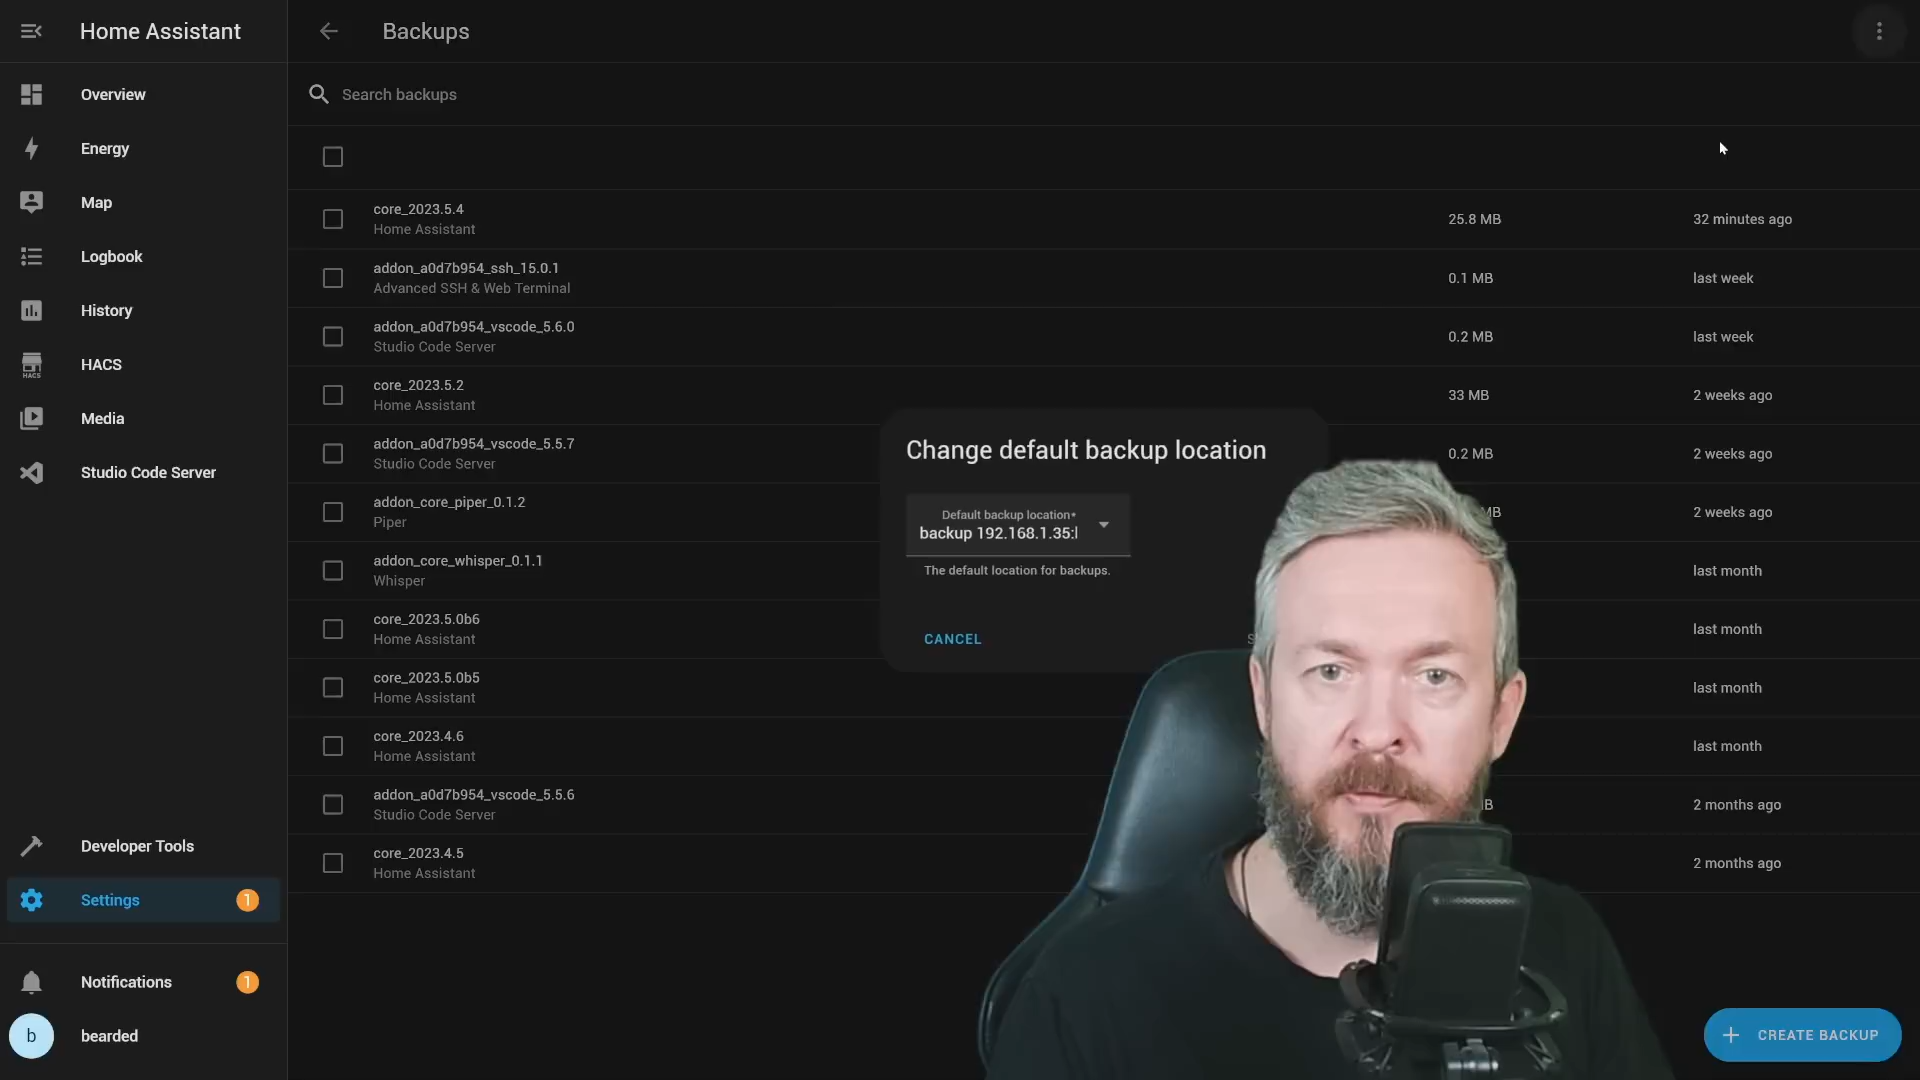 Home Assistant
Backups
Overview
Energy
Map
Logbook
History
HACS
HACS
Media
Studio Code Server
Developer Tools
Settings
1
Notifications
1
b
bearded
Search backups
core_2023.5.4
Home Assistant
25.8 MB
32 minutes ago
addon_a0d7b954_ssh_15.0.1
Advanced SSH & Web Terminal
0.1 MB
last week
addon_a0d7b954_vscode_5.6.0
Studio Code Server
0.2 MB
last week
core_2023.5.2
Home Assistant
33 MB
2 weeks ago
addon_a0d7b954_vscode_5.5.7
Studio Code Server
0.2 MB
2 weeks ago
addon_core_piper_0.1.2
Piper
MB
2 weeks ago
addon_core_whisper_0.1.1
Whisper
last month
core_2023.5.0b6
Home Assistant
last month
core_2023.5.0b5
Home Assistant
last month
core_2023.4.6
Home Assistant
last month
addon_a0d7b954_vscode_5.5.6
Studio Code Server
2 months ago
core_2023.4.5
Home Assistant
2 months ago
Change default backup location
Default backup location*
backup 192.168.1.35:
The default location for backups.
CANCEL
CREATE BACKUP